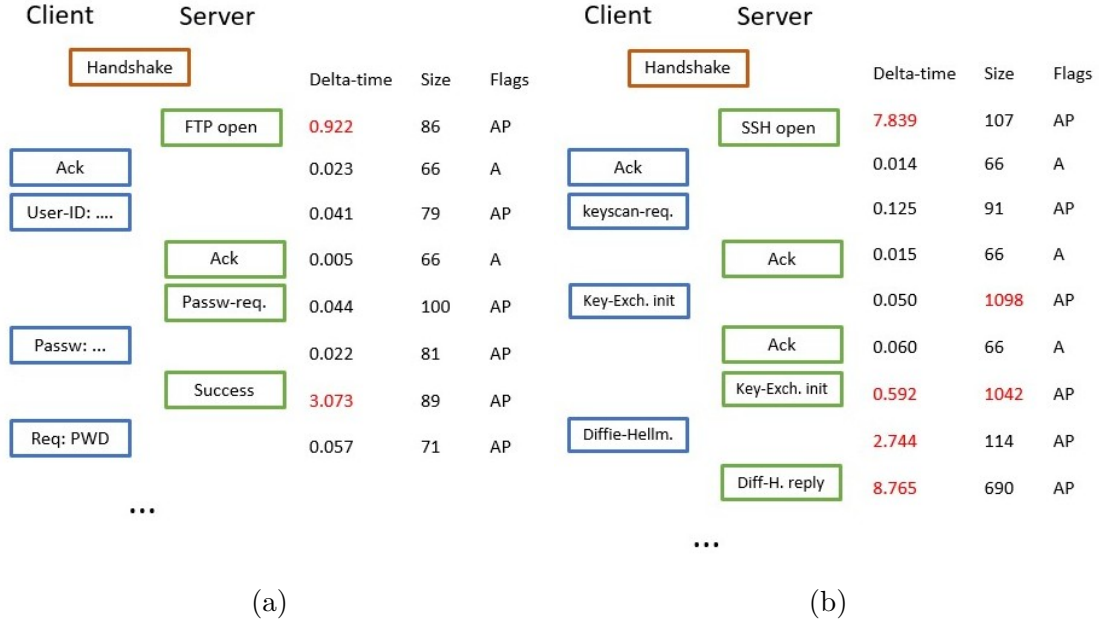 Client Server
Handshake
Delta-time Size Flags
FTP open 0.922 86 AP
Ack 0.023 66 A
User-ID: .... 0.041 79 AP
Ack 0.005 66 A
Passw-req. 0.044 100 AP
Passw: ... 0.022 81 AP
Success 3.073 89 AP
Req: PWD 0.057 71 AP
...
(a)
Client Server
Handshake
Delta-time Size Flags
SSH open 7.839 107 AP
Ack 0.014 66 A
keyscan-req. 0.125 91 AP
Ack 0.015 66 A
Key-Exch. init 0.050 1098 AP
Ack 0.060 66 A
Key-Exch. init 0.592 1042 AP
Diffie-Hellm. 2.744 114 AP
Diff-H. reply 8.765 690 AP
...
(b)